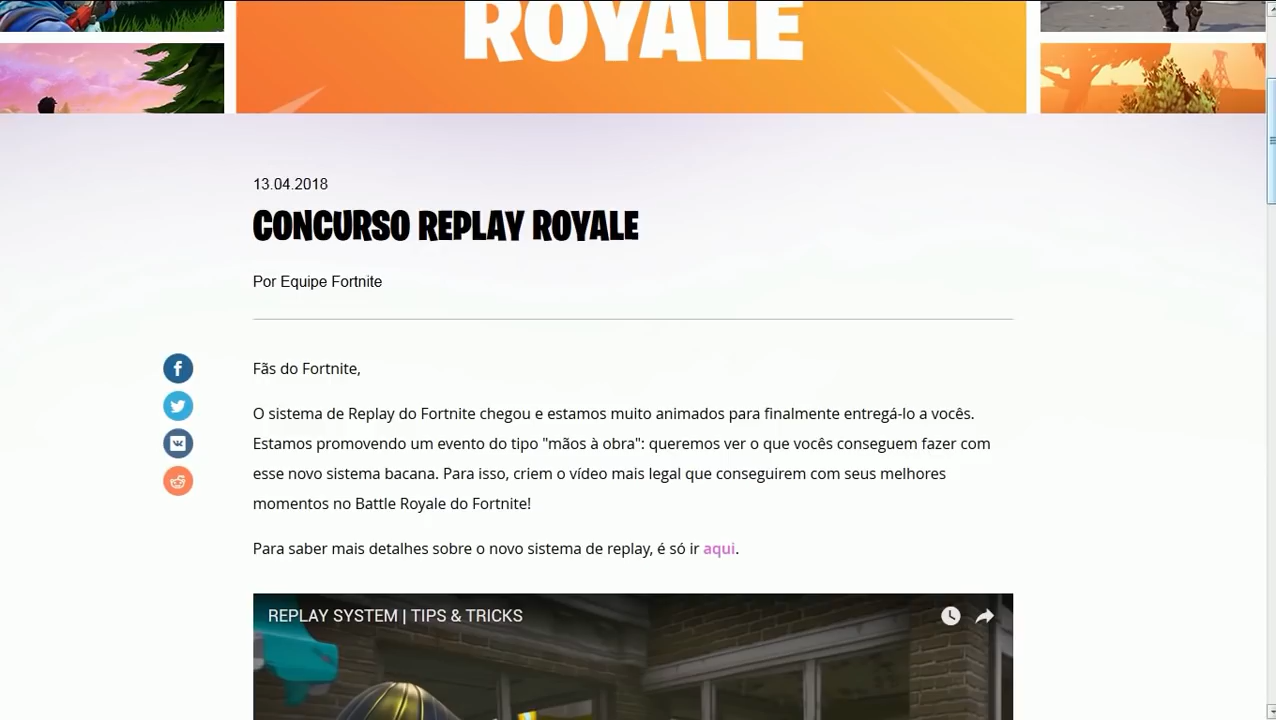 ROYALE
13.04.2018
CONCURSO REPLAY ROYALE
Por Equipe Fortnite
Fãs do Fortnite,
O sistema de Replay do Fortnite chegou e estamos muito animados para finalmente entregá-lo a vocês.
Estamos promovendo um evento do tipo "mãos à obra": queremos ver o que vocês conseguem fazer com
esse novo sistema bacana. Para isso, criem o vídeo mais legal que conseguirem com seus melhores
momentos no Battle Royale do Fortnite!
Para saber mais detalhes sobre o novo sistema de replay, é só ir aqui.
REPLAY SYSTEM | TIPS & TRICKS